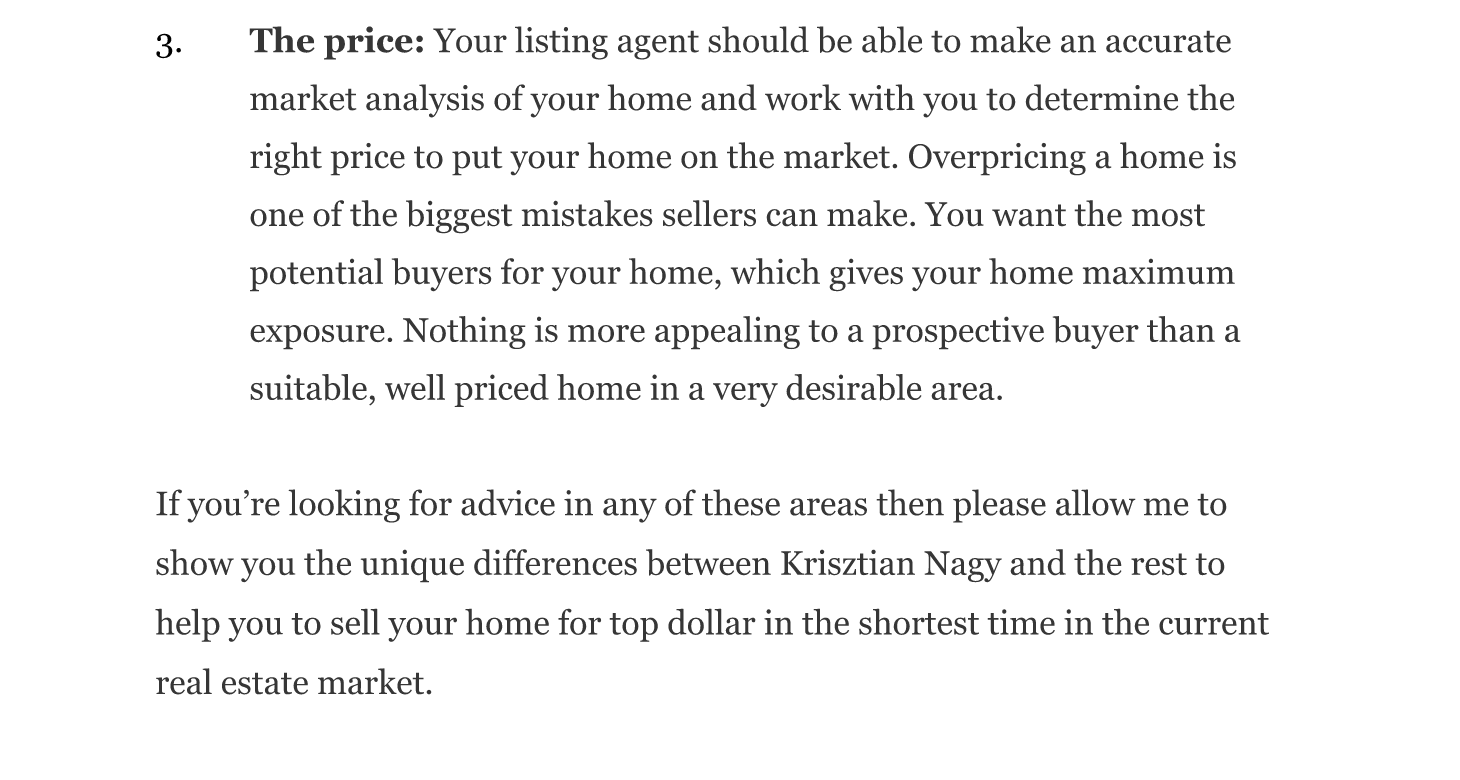 3. The price: Your listing agent should be able to make an accurate
market analysis of your home and work with you to determine the
right price to put your home on the market. Overpricing a home is
one of the biggest mistakes sellers can make. You want the most
potential buyers for your home, which gives your home maximum
exposure. Nothing is more appealing to a prospective buyer than a
suitable, well priced home in a very desirable area.
If you’re looking for advice in any of these areas then please allow me to
show you the unique differences between Krisztian Nagy and the rest to
help you to sell your home for top dollar in the shortest time in the current
real estate market.